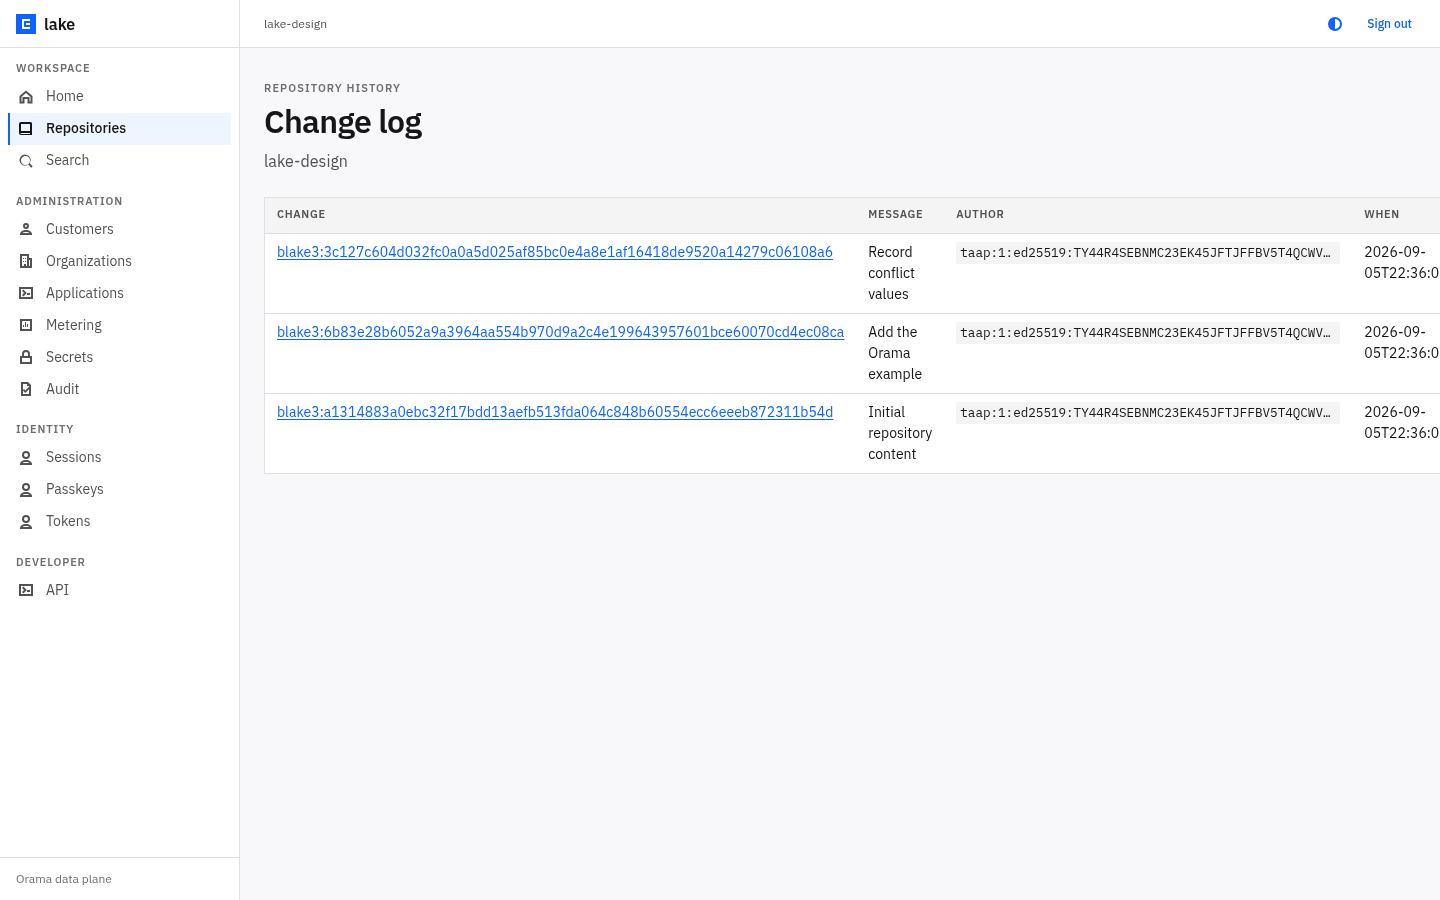 lake
lake-design
Sign out
WORKSPACE
Home
Repositories
Search
ADMINISTRATION
Customers
Organizations
Applications
Metering
Secrets
Audit
IDENTITY
Sessions
Passkeys
Tokens
DEVELOPER
API
Orama data plane
REPOSITORY HISTORY
Change log
lake-design
CHANGE MESSAGE AUTHOR WHEN
blake3:3c127c604d032fc0a0a5d025af85bc0e4a8e1af16418de9520a14279c06108a6 Record taap:1:ed25519:TY44R4SEBNMC23EK45JFTJFFBV5T4QCWV… 2026-09-
conflict 05T22:36:0
values
blake3:6b83e28b6052a9a3964aa554b970d9a2c4e199643957601bce60070cd4ec08ca Add the taap:1:ed25519:TY44R4SEBNMC23EK45JFTJFFBV5T4QCWV… 2026-09-
Orama 05T22:36:0
example
blake3:a1314883a0ebc32f17bdd13aefb513fda064c848b60554ecc6eeeb872311b54d Initial taap:1:ed25519:TY44R4SEBNMC23EK45JFTJFFBV5T4QCWV… 2026-09-
repository 05T22:36:0
content